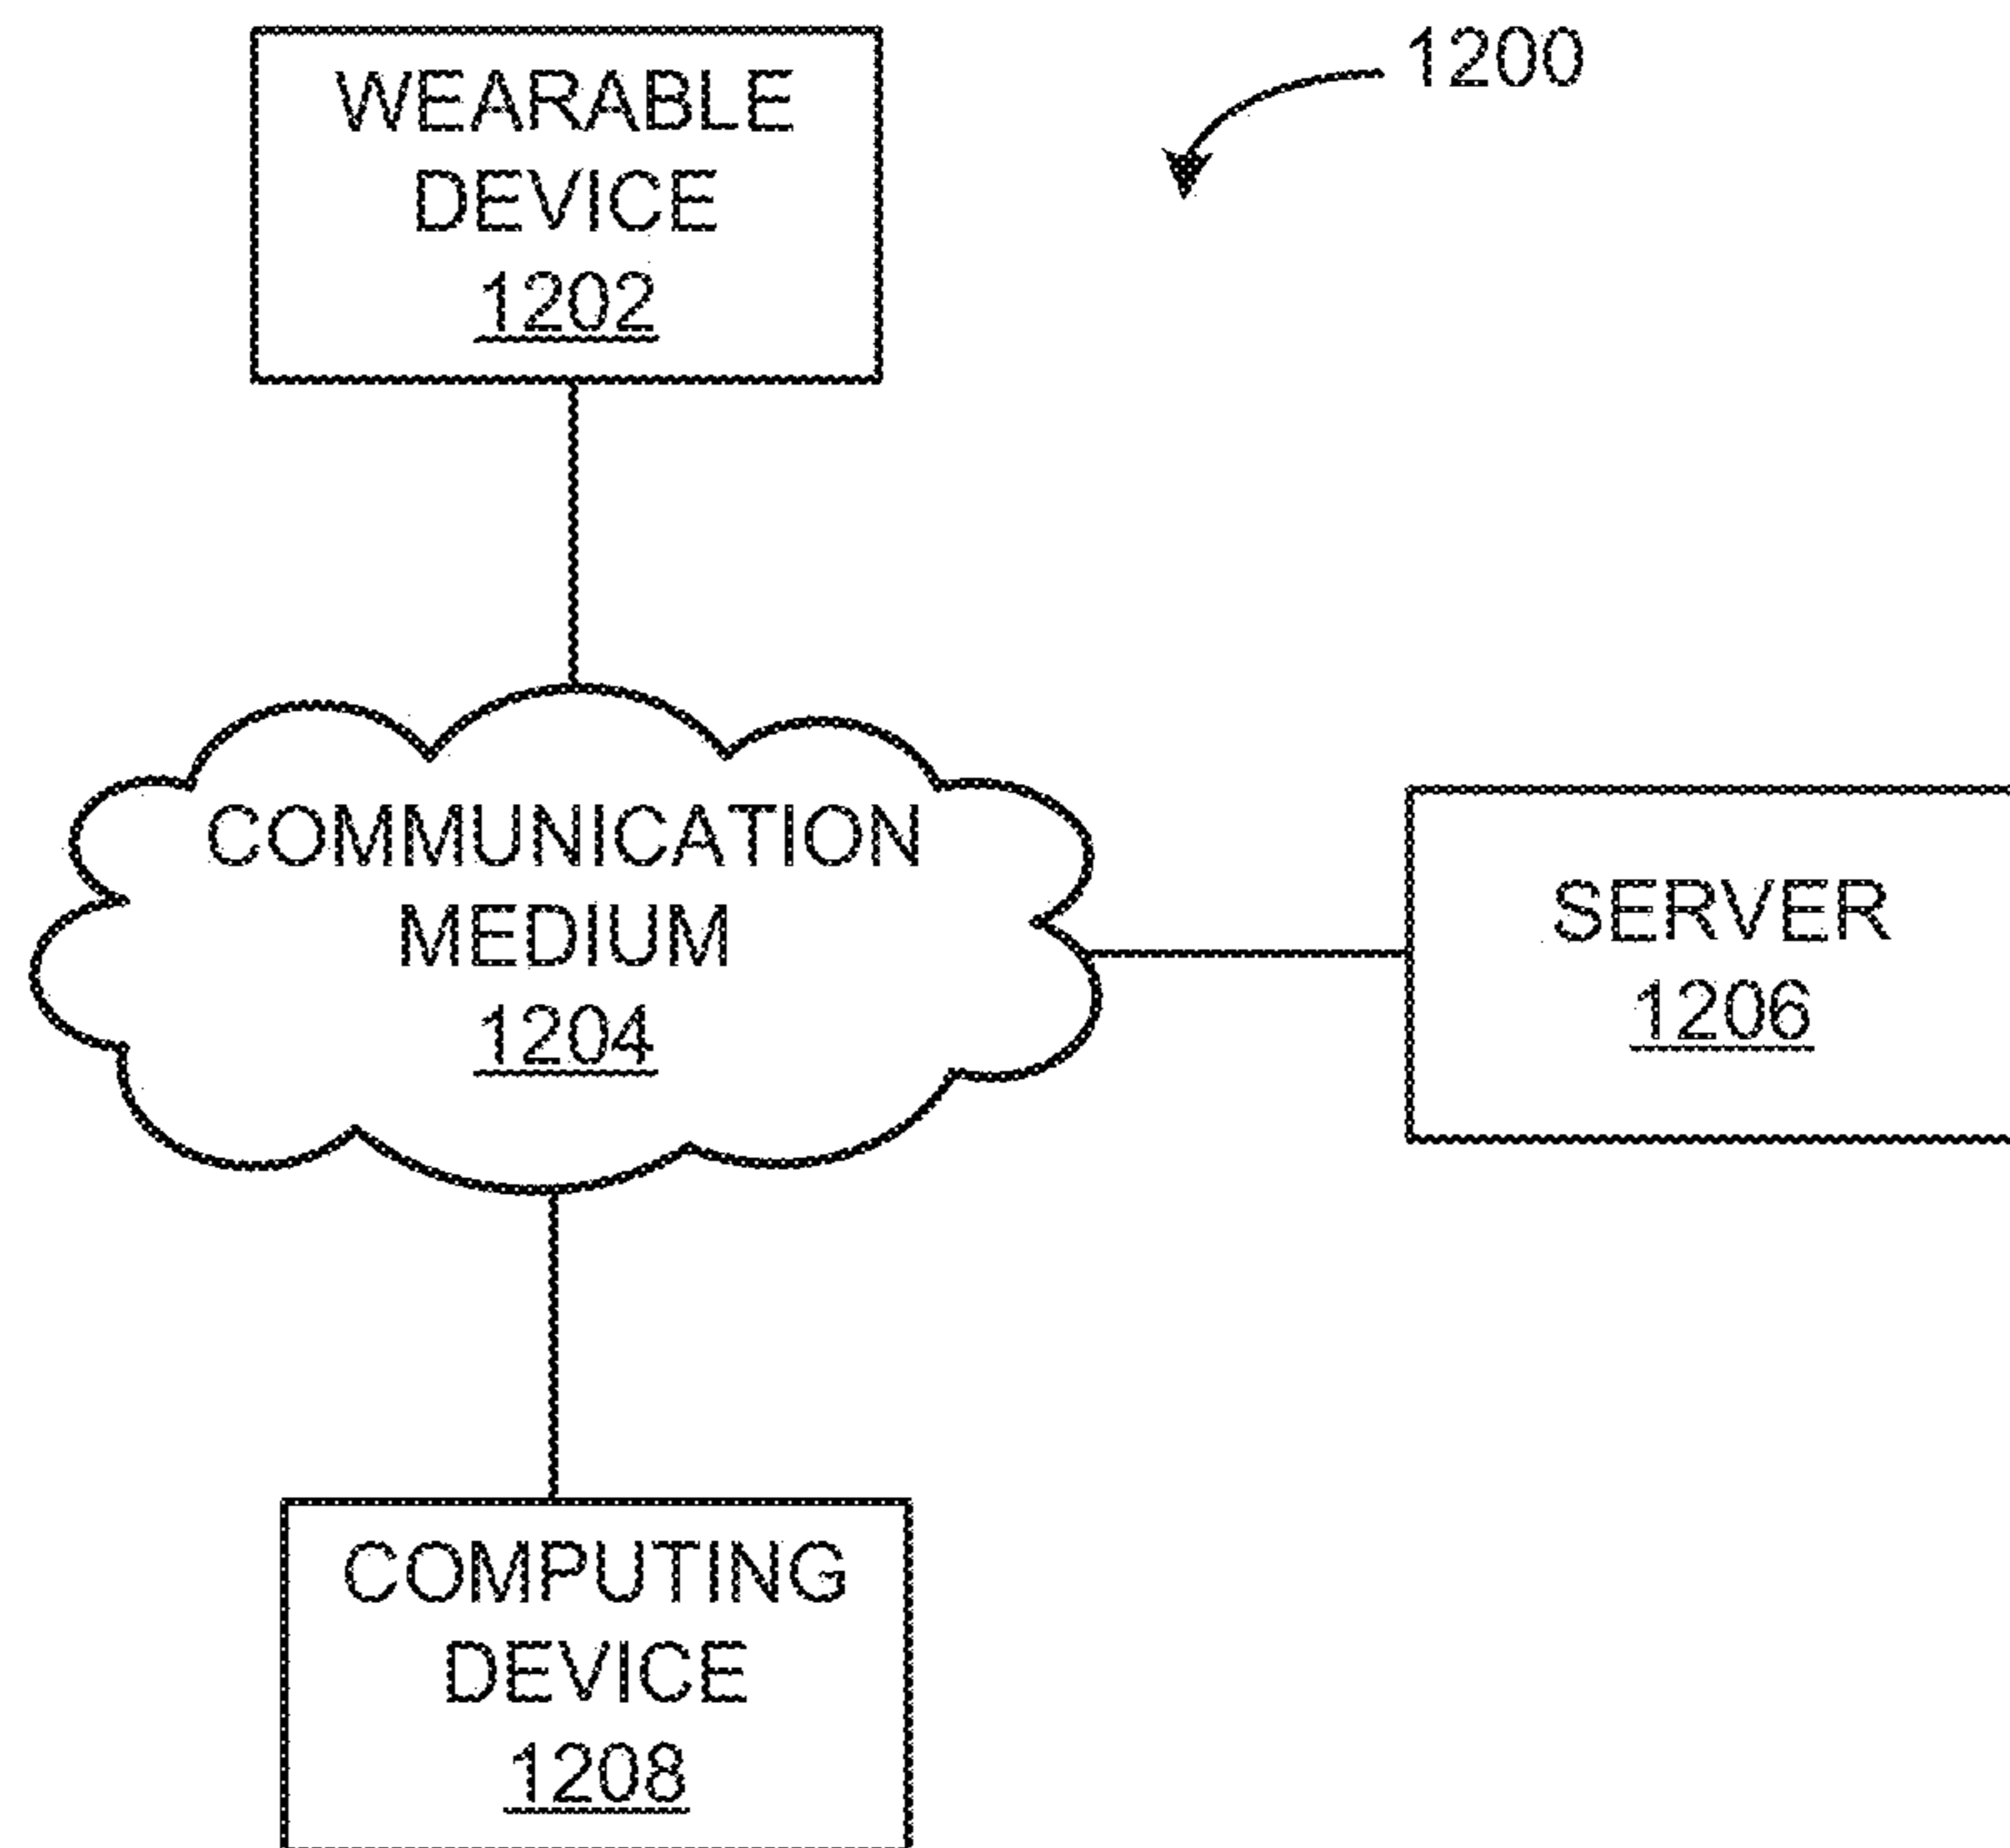 1200
WEARABLE
DEVICE
1202
COMMUNICATION
MEDIUM
1204
SERVER
1206
COMPUTING
DEVICE
1208